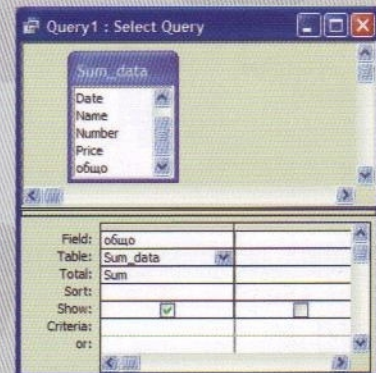 Query1 : Select Query
Sum_data
Date
Name
Number
Price
общо
Field: общо
Table: Sum_data
Total: Sum
Sort:
Show:
Criteria:
or: